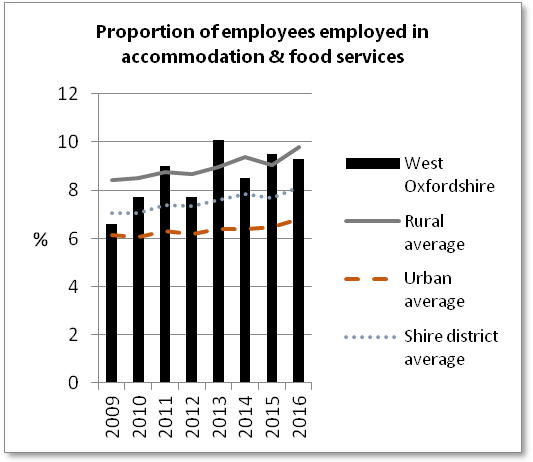 Proportion of employees employed in
accommodation & food services
12
10
8
6
4
2
0
%
2009
2010
2011
2012
2013
2014
2015
2016
West
Oxfordshire
Rural
average
Urban
average
Shire district
average